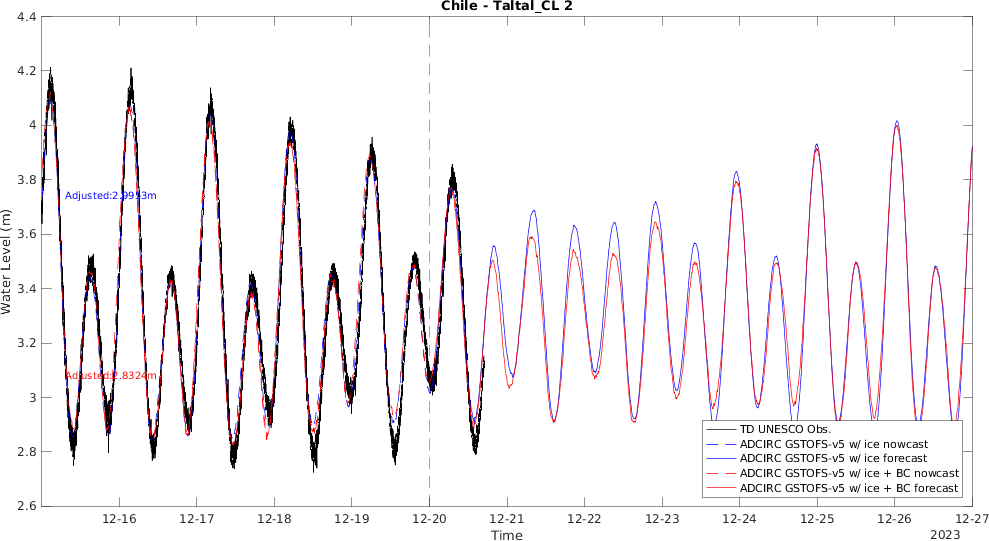 Chile - Taltal_CL 2
4.4
4.2
4
3.8
3.6
3.4
3.2
3
2.8
2.6
Water Level (m)
Adjusted:2.9953m
Adjusted:2.8324m
TD UNESCO Obs.
ADCIRC GSTOFS-v5 w/ ice nowcast
ADCIRC GSTOFS-v5 w/ ice forecast
ADCIRC GSTOFS-v5 w/ ice + BC nowcast
ADCIRC GSTOFS-v5 w/ ice + BC forecast
12-16 12-17 12-18 12-19 12-20 12-21 12-22 12-23 12-24 12-25 12-26 12-27
Time
2023